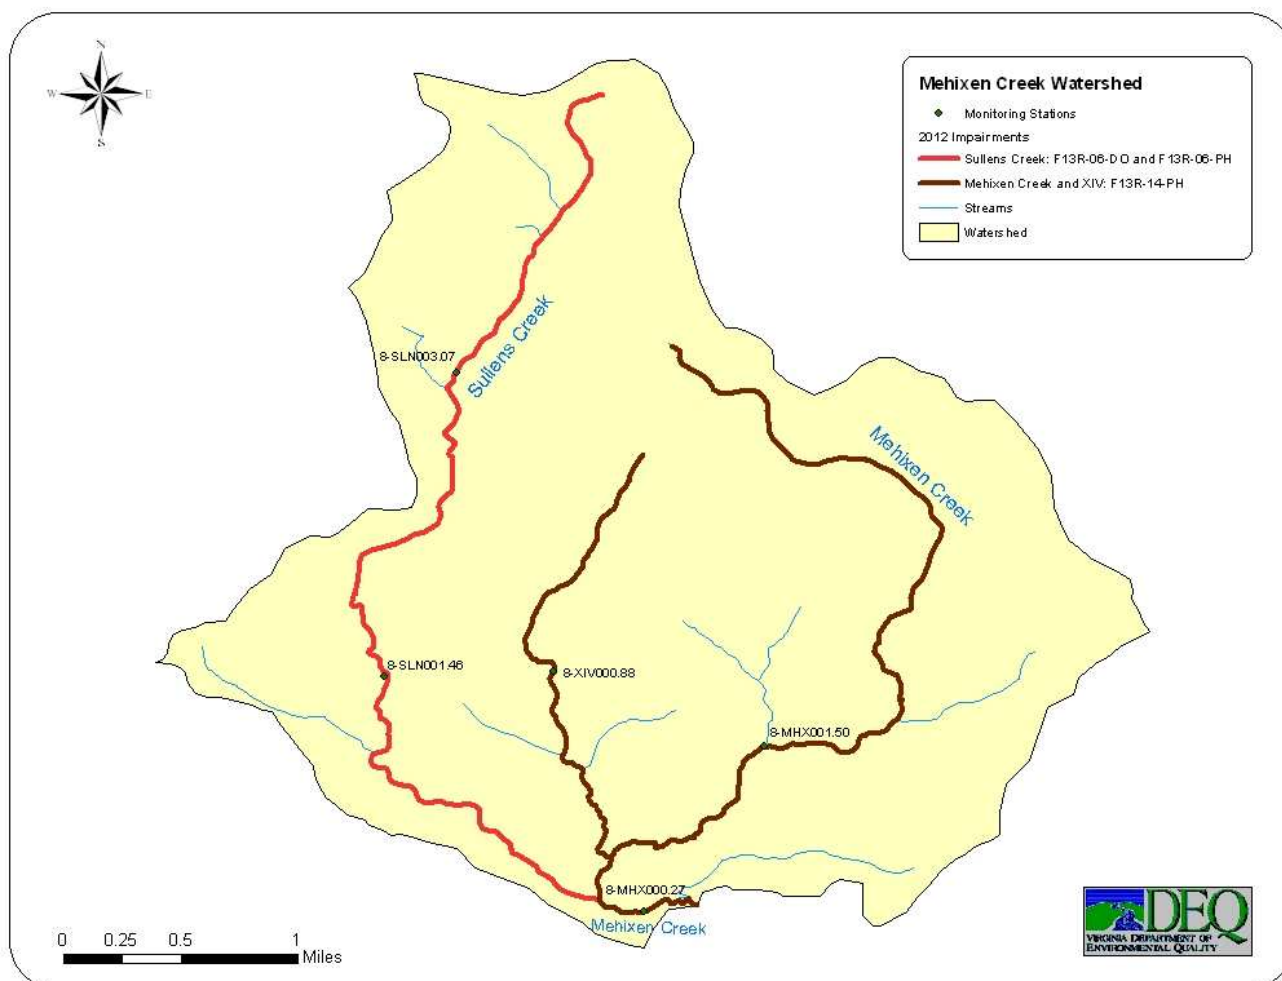 N
W
E
S
Mehixen Creek Watershed
Monitoring Stations
2012 Impairments
Sullens Creek: F13R-06-DO and F13R-06-PH
Mehixen Creek and XIV: F13R-14-PH
Streams
Watershed
8-SLN003.07
Sullens Creek
Mehixen Creek
8-SLN001.46
8-XIV000.88
8-MHX001.50
8-MHX000.27
Mehixen Creek
0 0.25 0.5 1
Miles
DEQ
VIRGINIA DEPARTMENT OF
ENVIRONMENTAL QUALITY